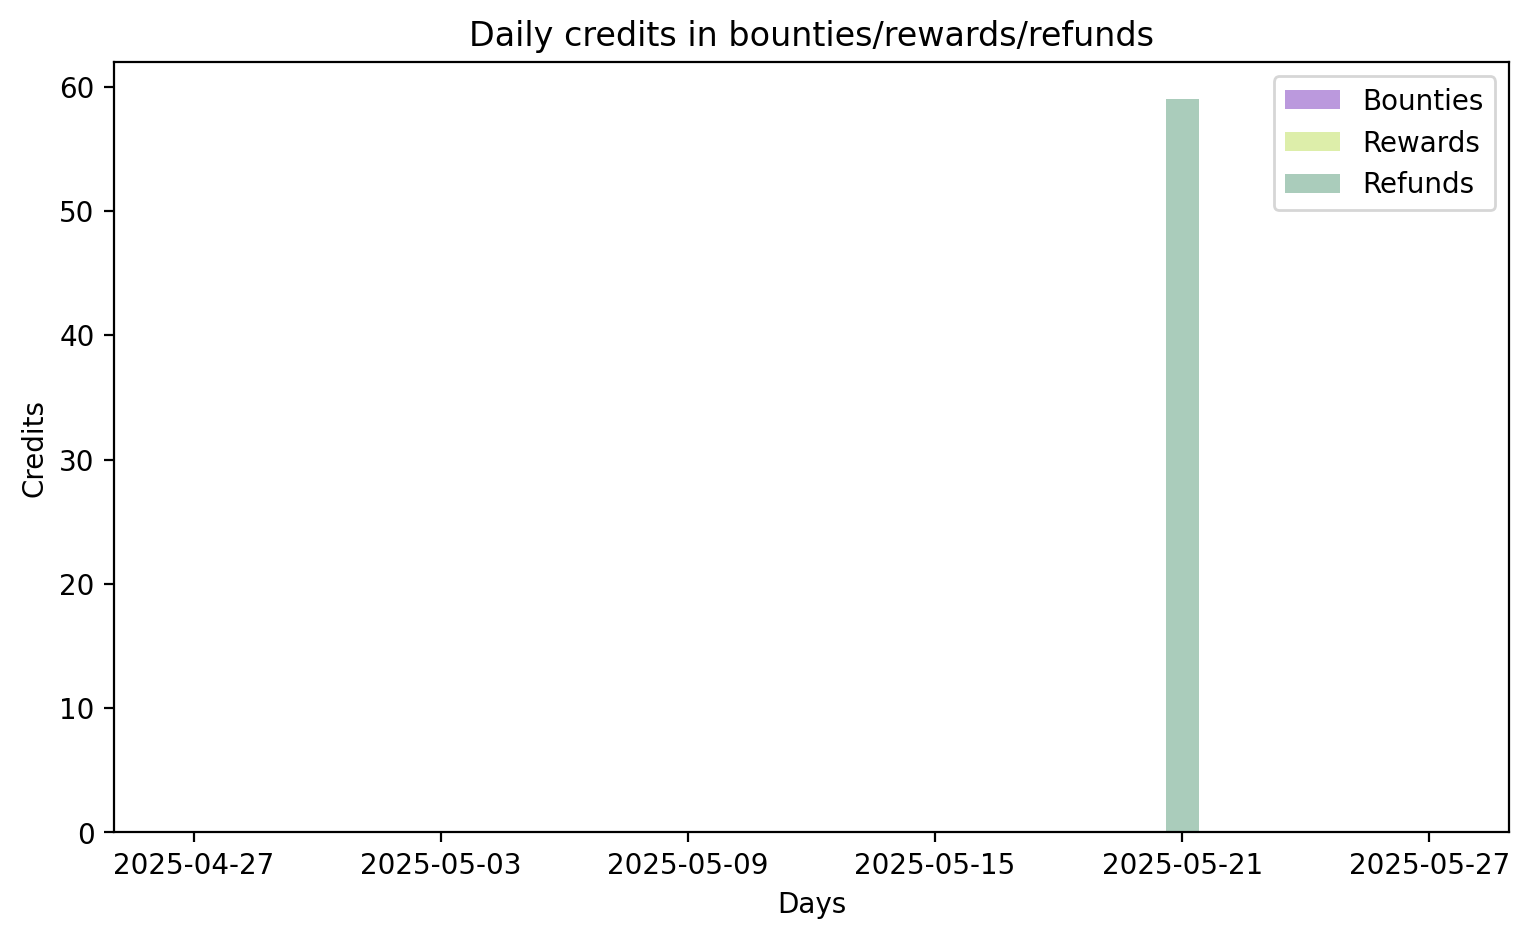 Daily credits in bounties/rewards/refunds
60
50
40
30
20
10
0
Credits
Bounties
Rewards
Refunds
2025-04-27 2025-05-03 2025-05-09 2025-05-15 2025-05-21 2025-05-27
Days